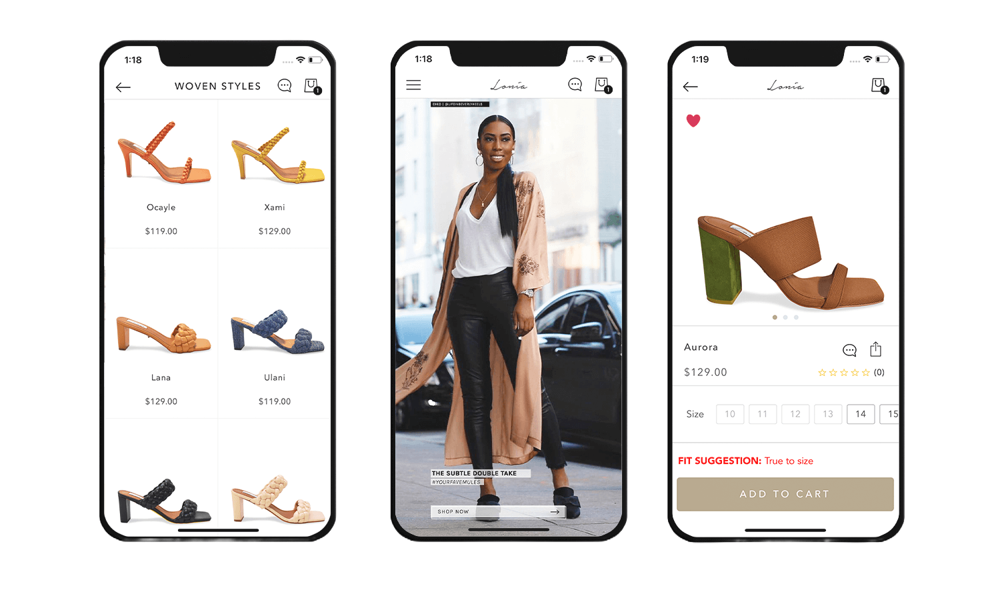 1:18
WOVEN STYLES
1
Ocayle
Xami
$119.00
$129.00
Lana
Ulani
$129.00
$119.00
1:18
Lonia
1
EIKO | @LIFEINBEVERLYHEELS
THE SUBTLE DOUBLE TAKE
#YOURFAVEMULES
SHOP NOW
1:19
Lonia
1
Aurora
$129.00
(0)
Size 10 11 12 13 14 15
FIT SUGGESTION: True to size
ADD TO CART